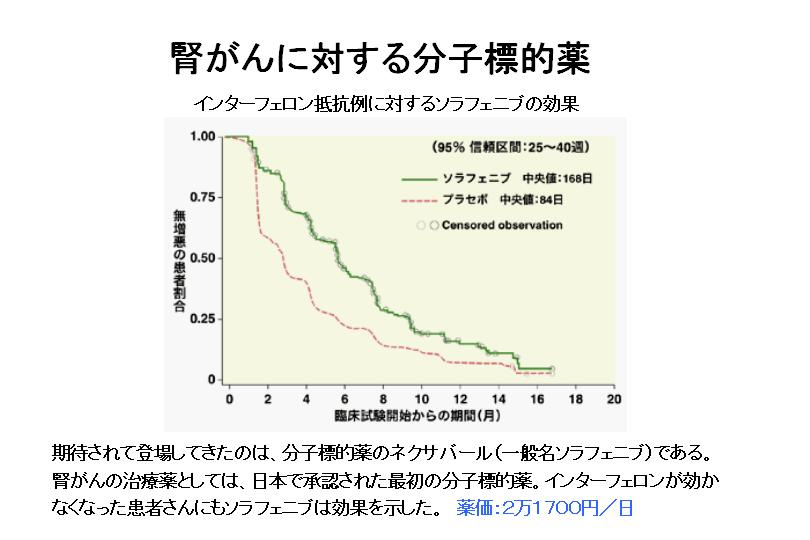 腎がんに対する分子標的薬
インターフェロン抵抗例に対するソラフェニブの効果
1.00
0.75
0.50
0.25
0
無増悪の患者割合
(95% 信頼区間:25〜40週)
ソラフェニブ 中央値:168日
プラセボ 中央値:84日
Censored observation
0 2 4 6 8 10 12 14 16 18 20
臨床試験開始からの期間(月)
期待されて登場してきたのは、分子標的薬のネクサバール(一般名ソラフェニブ)である。
腎がんの治療薬としては、日本で承認された最初の分子標的薬。インターフェロンが効か
なくなった患者さんにもソラフェニブは効果を示した。 薬価:2万1700円／日